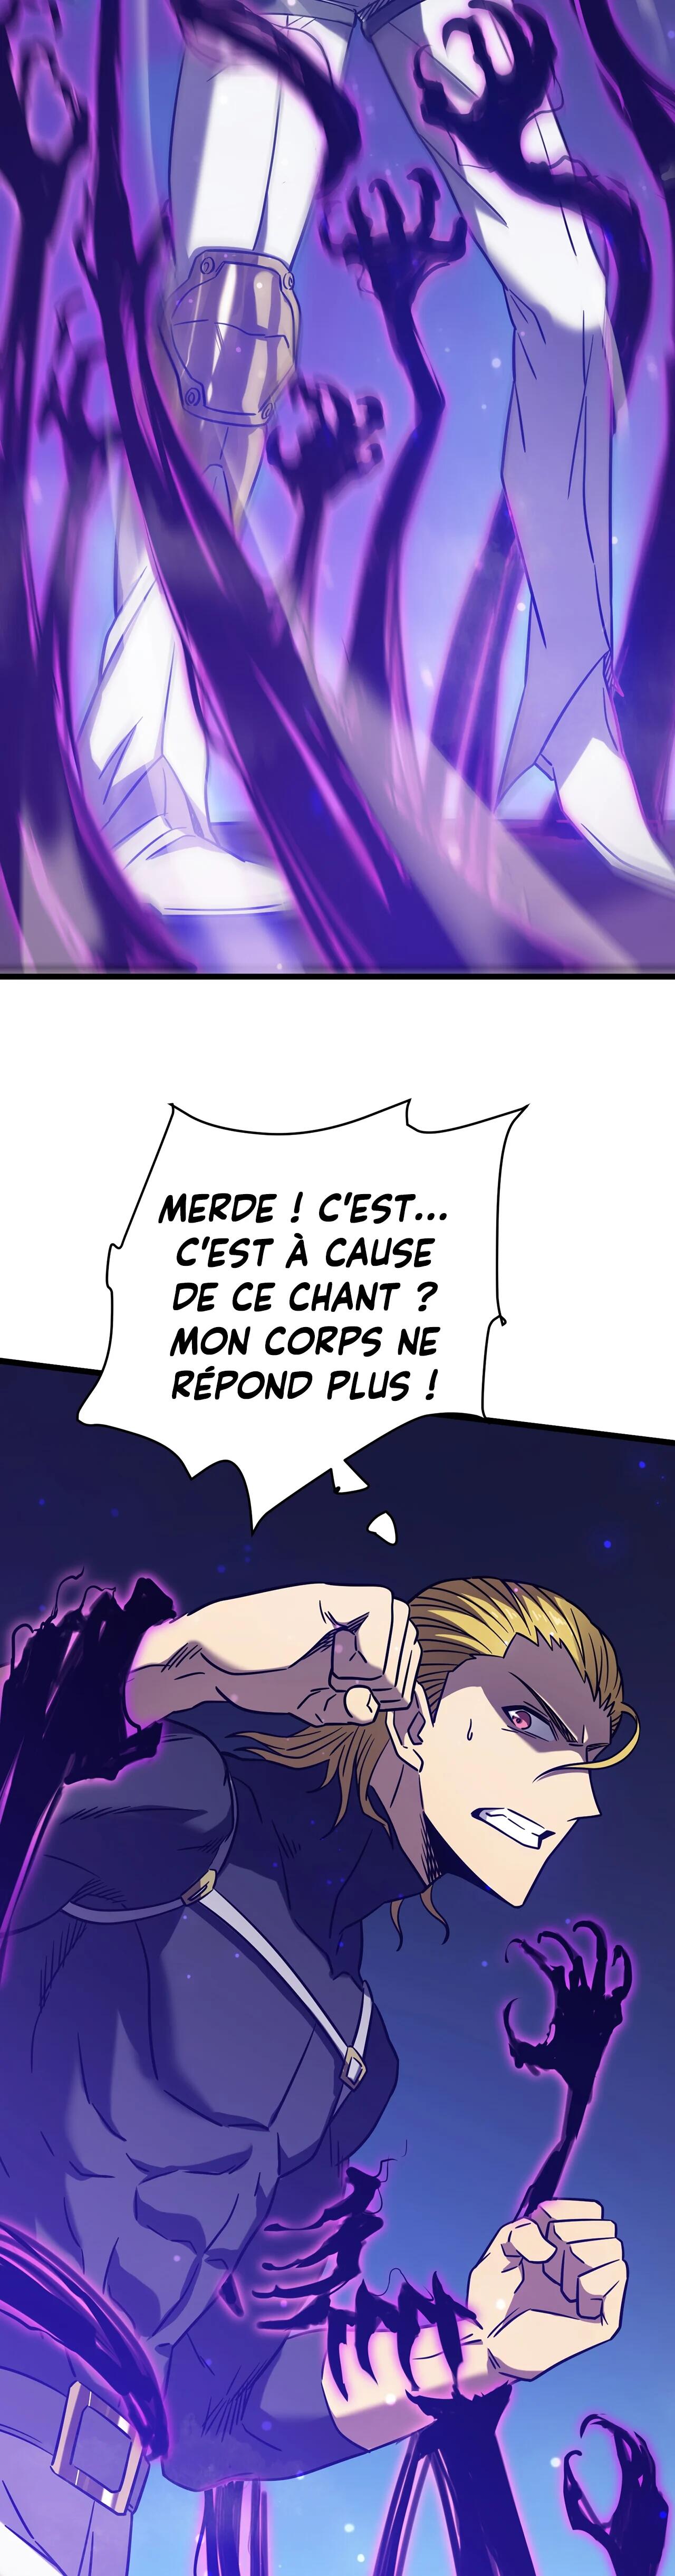 MERDE ! C'EST...
C'EST À CAUSE
DE CE CHANT ?
MON CORPS NE
RÉPOND PLUS !